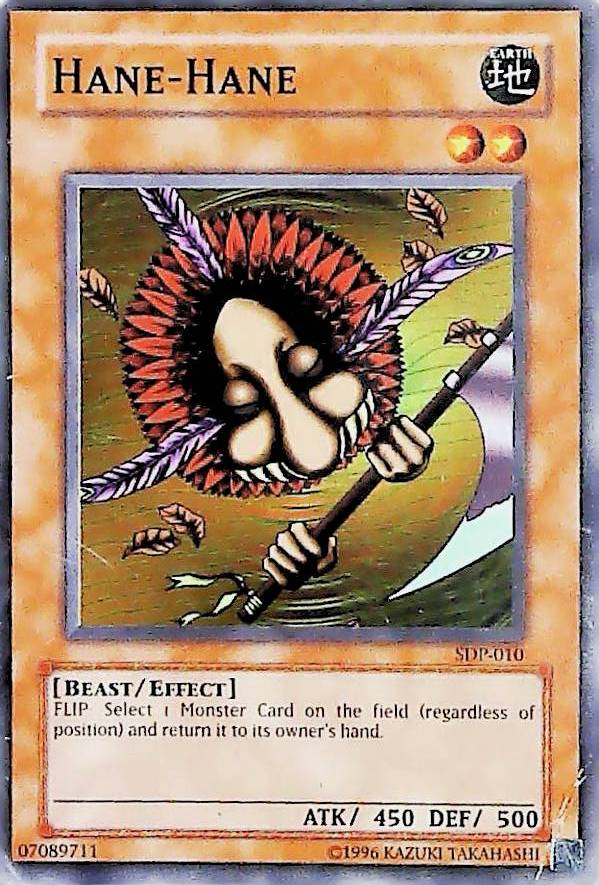 HANE-HANE
EARTH
地
SDP-010
[BEAST/EFFECT]
FLIP Select 1 Monster Card on the field (regardless of
position) and return it to its owner's hand.
ATK/ 450 DEF/ 500
07089711
©1996 KAZUKI TAKAHASHI